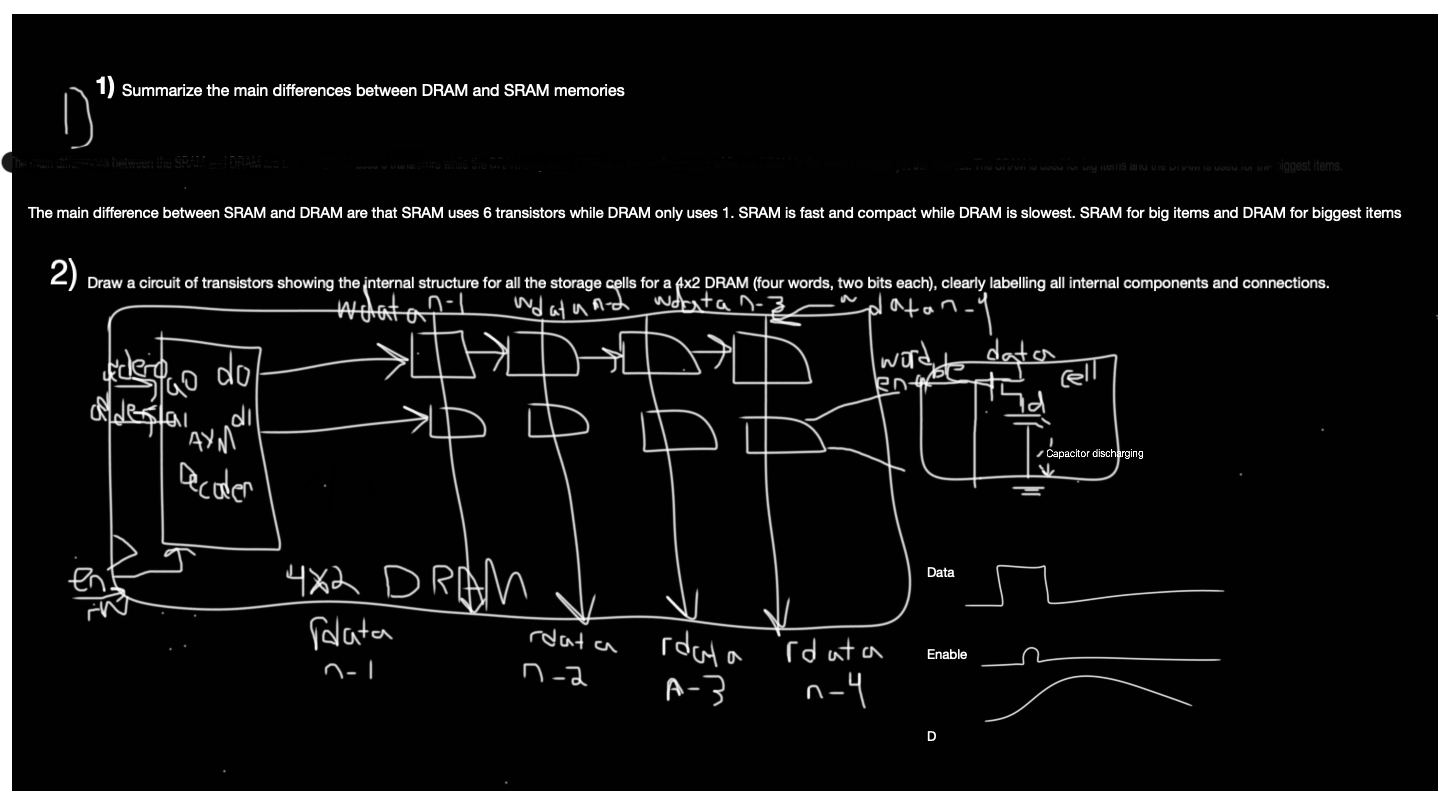 1) Summarize the main differences between DRAM and SRAM memories
D
iggest items.
The main difference between SRAM and DRAM are that SRAM uses 6 transistors while DRAM only uses 1. SRAM is fast and compact while DRAM is slowest. SRAM for big items and DRAM for biggest items
2) Draw a circuit of transistors showing the internal structure for all the storage cells for a 4x2 DRAM (four words, two bits each), clearly labelling all internal components and connections.
wdata n-1 wdata n-2 wdata n-3 data n-4
a0 d0
a1 d1
AXM
Decoder
word enable data cell
d
Capacitor discharging
en
rw
4x2 DRAM
rdata n-1
rdata n-2
rdata n-3
rdata n-4
Data
Enable
D